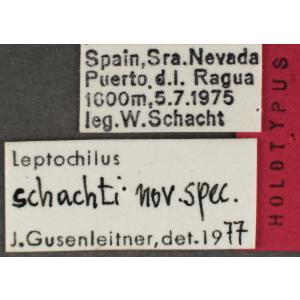 Spain,Sra.Nevada
Puerto d.l. Ragua
1600m,5.7.1975
leg.W.Schacht
HOLOTYPUS
Leptochilus
schachti nov.spec.
J.Gusenleitner,det.1977